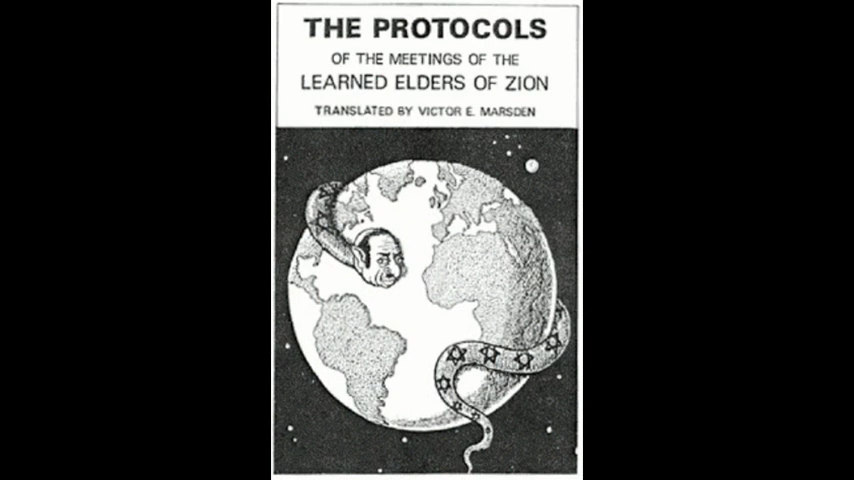 THE PROTOCOLS
OF THE MEETINGS OF THE
LEARNED ELDERS OF ZION
TRANSLATED BY VICTOR E. MARSDEN